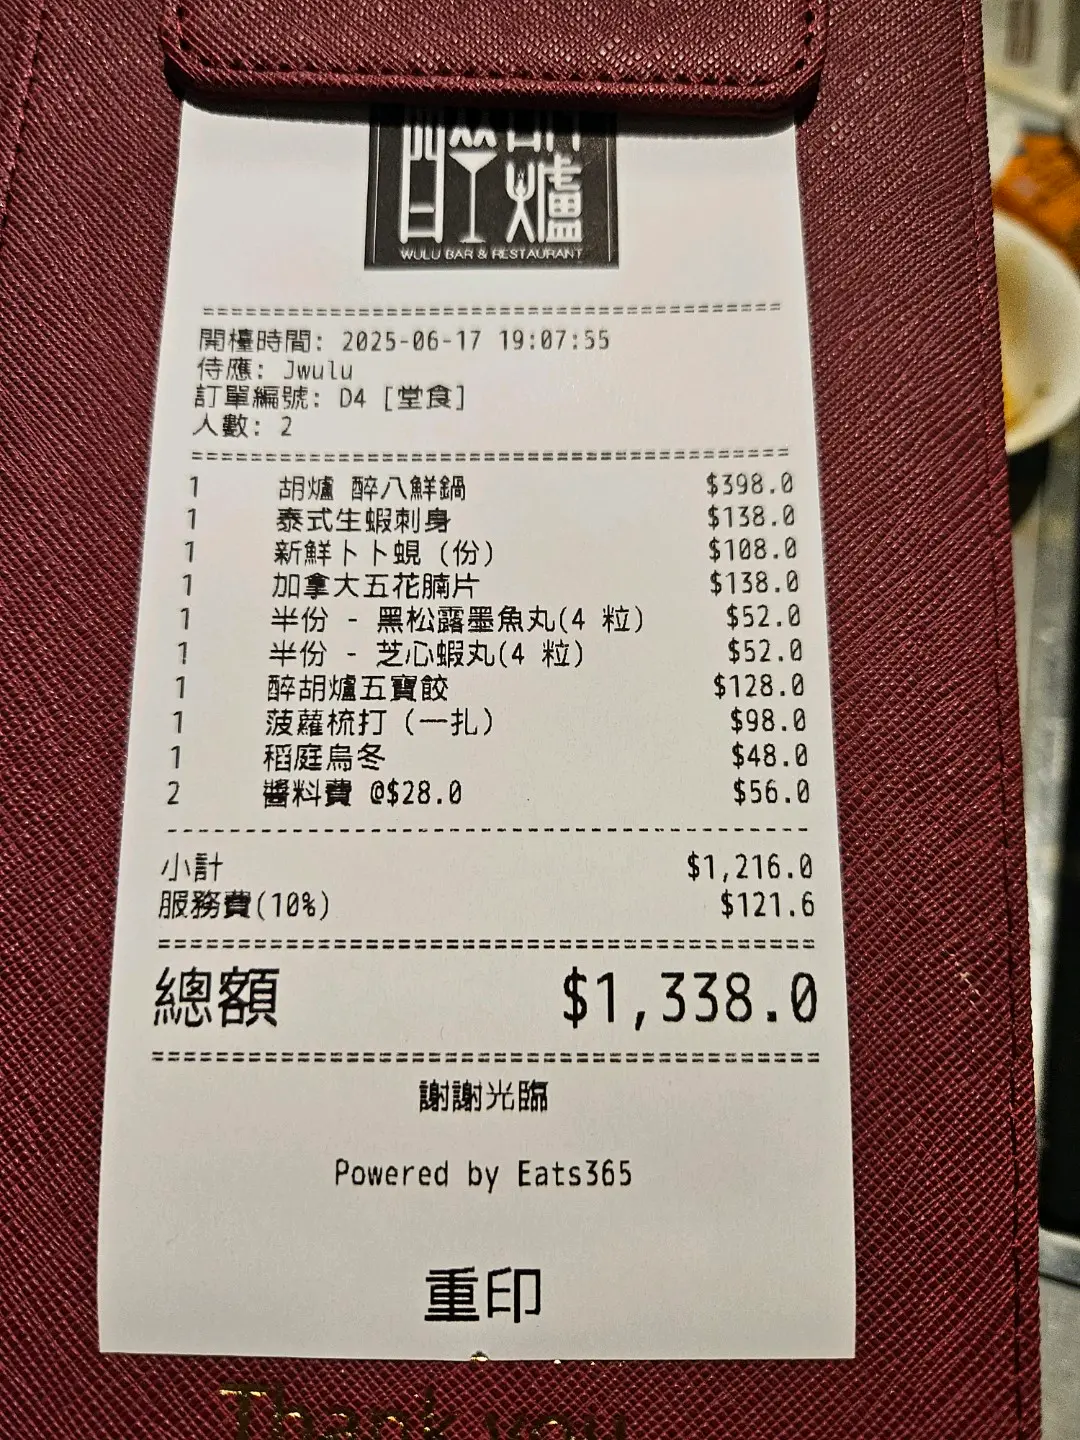 爐
WULU BAR & RESTAURANT
開檯時間: 2025-06-17 19:07:55
侍應: Jwulu
訂單編號: D4 [堂食]
人數: 2
1 胡爐 醉八鮮鍋 $398.0
1 泰式生蝦刺身 $138.0
1 新鮮卜卜蜆 (份) $108.0
1 加拿大五花腩片 $138.0
1 半份 - 黑松露墨魚丸(4 粒) $52.0
1 半份 - 芝心蝦丸(4 粒) $52.0
1 醉胡爐五寶餃 $128.0
1 菠蘿梳打 (一扎) $98.0
1 稻庭烏冬 $48.0
2 醬料費 @$28.0 $56.0
小計 $1,216.0
服務費(10%) $121.6
總額 $1,338.0
謝謝光臨
Powered by Eats365
重印
Thank you